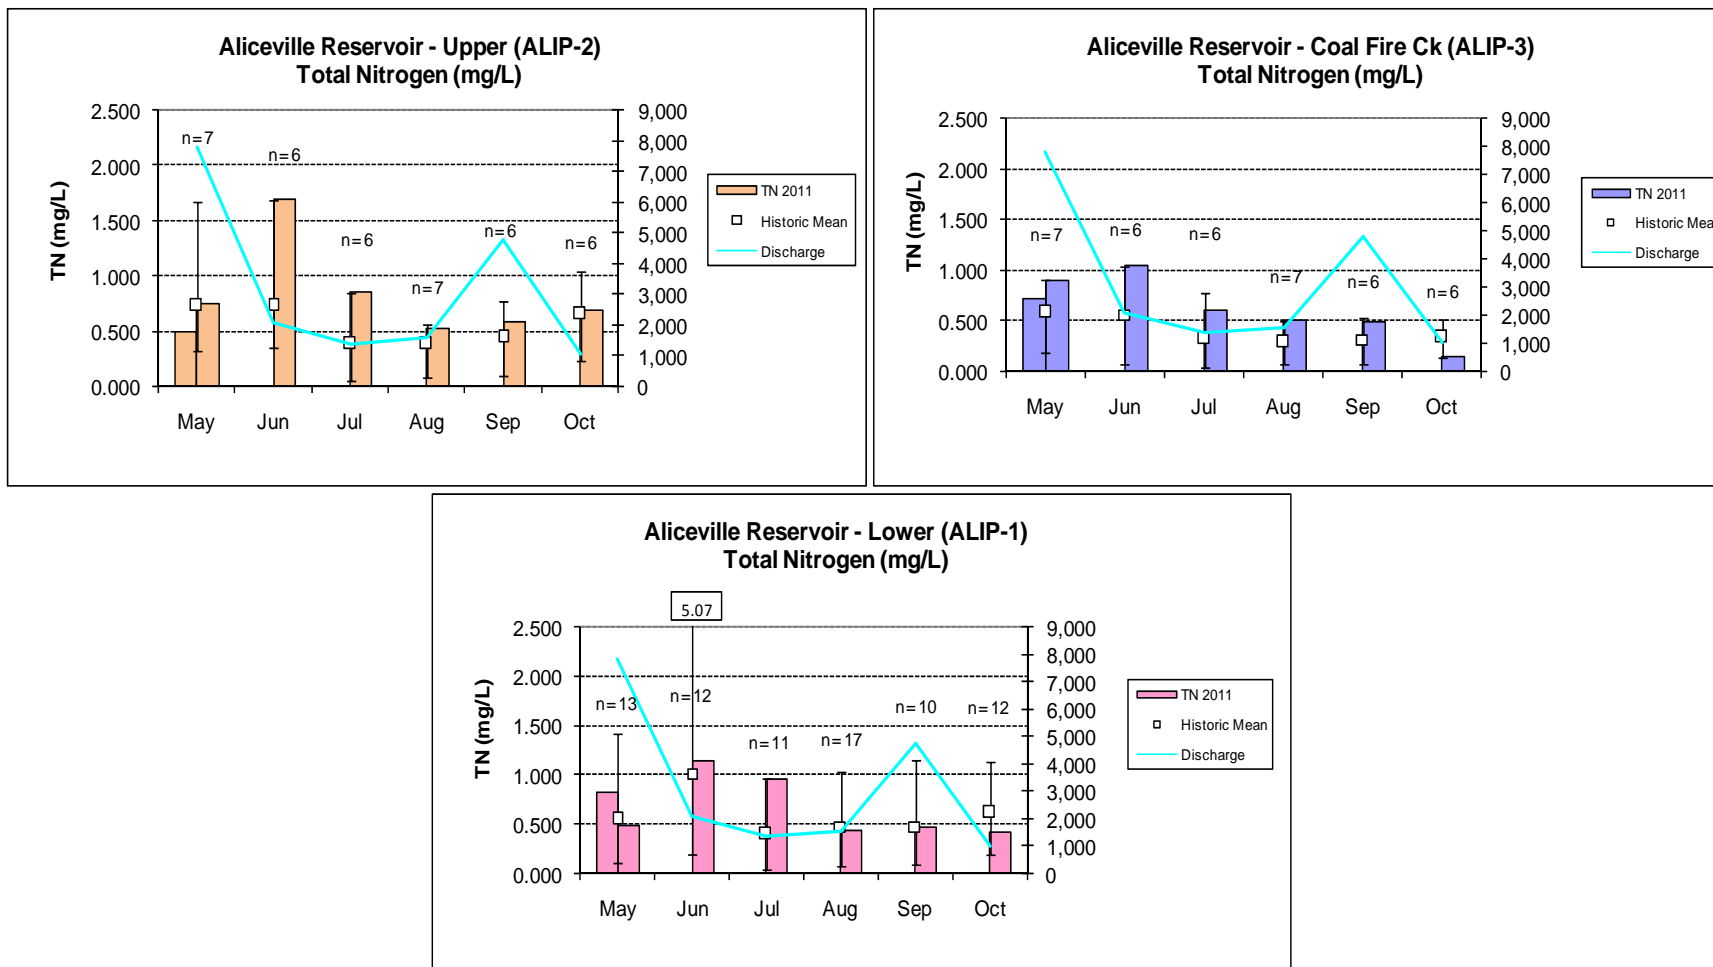 Aliceville Reservoir - Upper (ALIP-2)
Total Nitrogen (mg/L)
TN (mg/L)
2.500
2.000
1.500
1.000
0.500
0.000
9,000
8,000
7,000
6,000
5,000
4,000
3,000
2,000
1,000
0
n=7
n=6
n=6
n=7
n=6
n=6
May Jun Jul Aug Sep Oct
TN 2011
Historic Mean
Discharge
Aliceville Reservoir - Coal Fire Ck (ALIP-3)
Total Nitrogen (mg/L)
TN (mg/L)
2.500
2.000
1.500
1.000
0.500
0.000
9,000
8,000
7,000
6,000
5,000
4,000
3,000
2,000
1,000
0
n=7
n=6
n=6
n=7
n=6
n=6
May Jun Jul Aug Sep Oct
TN 2011
Historic Mean
Discharge
Aliceville Reservoir - Lower (ALIP-1)
Total Nitrogen (mg/L)
5.07
TN (mg/L)
2.500
2.000
1.500
1.000
0.500
0.000
9,000
8,000
7,000
6,000
5,000
4,000
3,000
2,000
1,000
0
n=13
n=12
n=11
n=17
n=10
n=12
May Jun Jul Aug Sep Oct
TN 2011
Historic Mean
Discharge